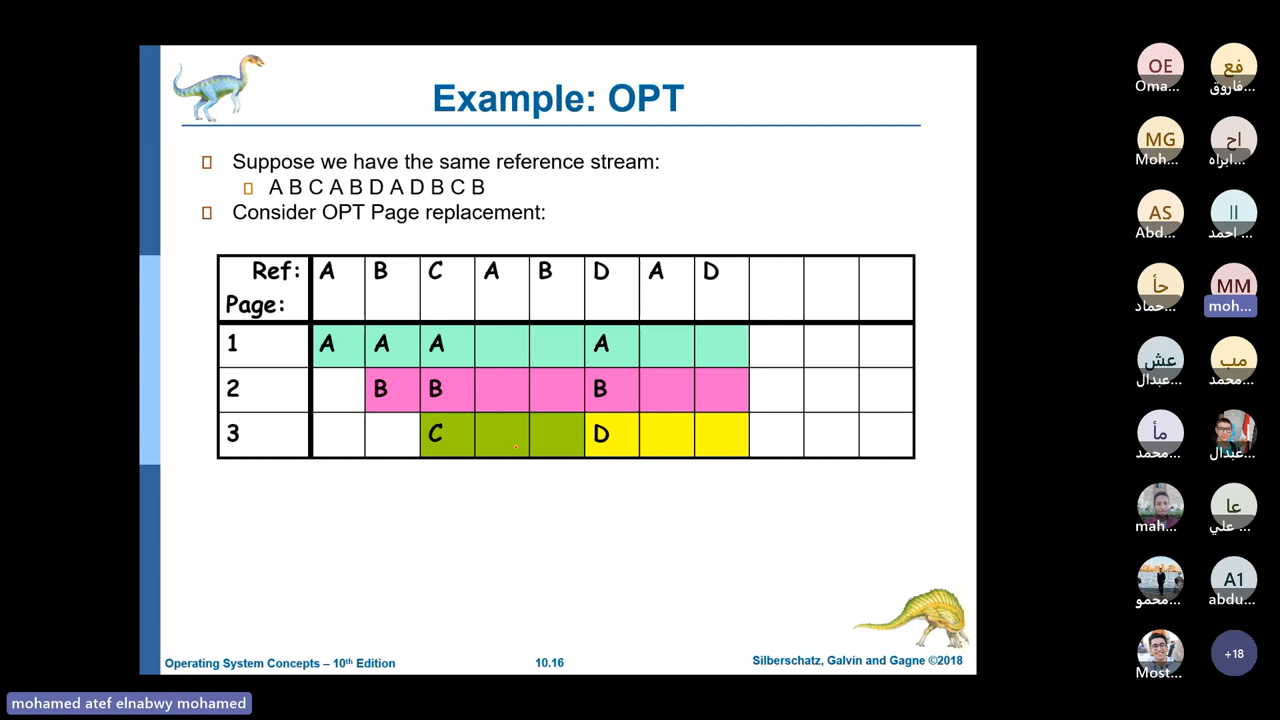 Example: OPT
Suppose we have the same reference stream:
A B C A B D A D B C B
Consider OPT Page replacement:
Ref: A B C A B D A D
Page:
1 A A A A
2 B B B
3 C D
Operating System Concepts – 10th Edition
10.16
Silberschatz, Galvin and Gagne ©2018
mohamed atef elnabwy mohamed
OE فع
Oma... فاروق...
MG اح
Moh... ابراه...
AS اا
Abd... احمد ...
حأ MM
حماد... moh...
عش مب
عبدال... محمد...
مأ
محمد... عبدال...
عا
mah... علي ...
A1
محمو... abdu...
+18
Most...